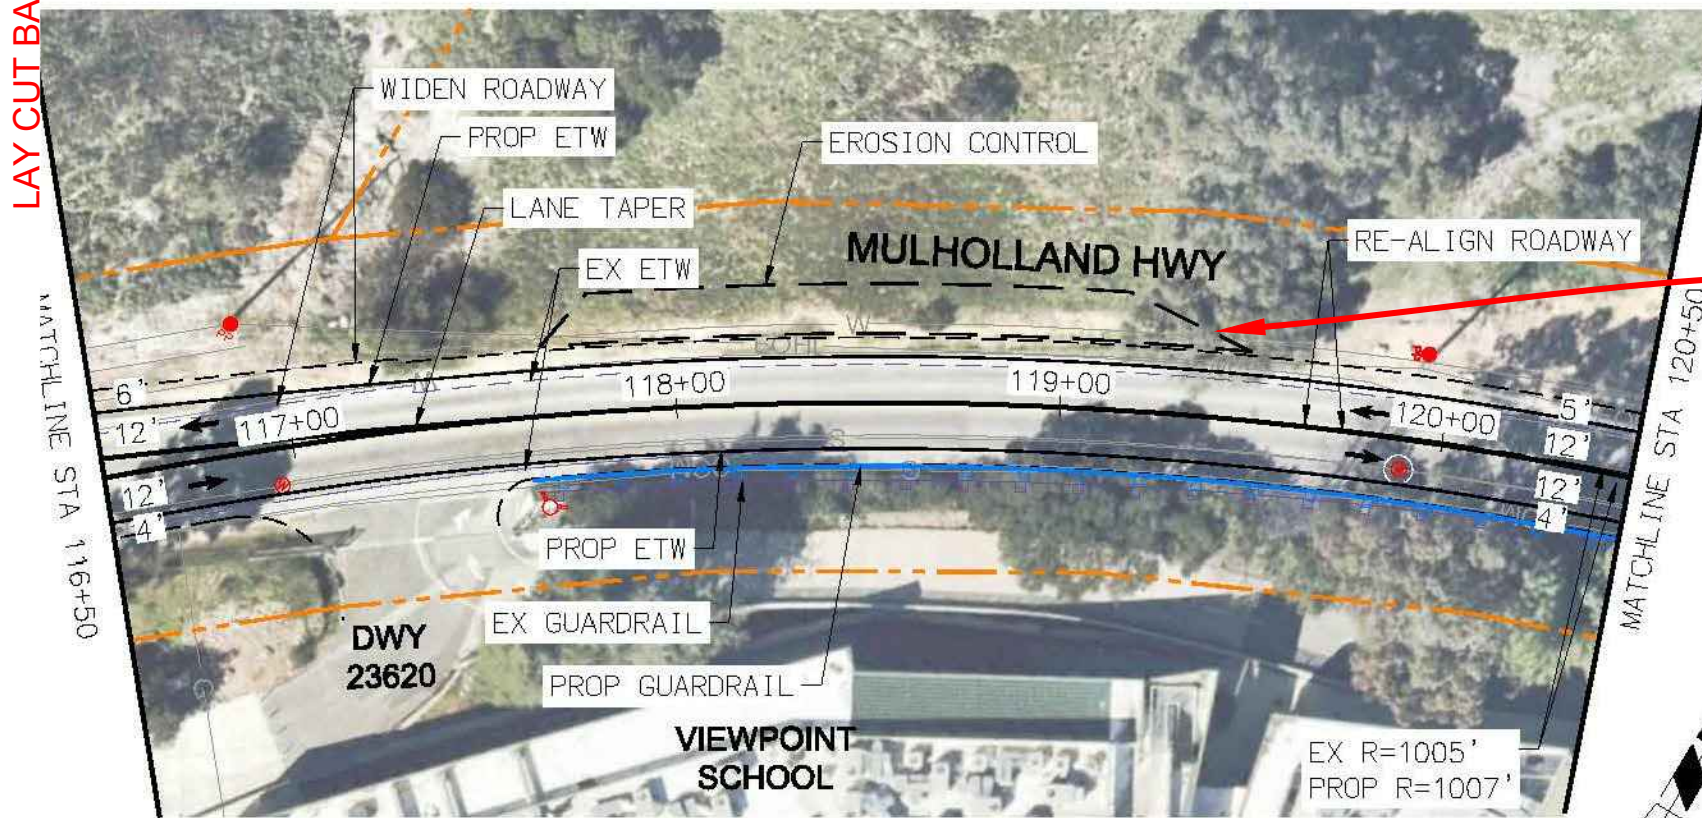 LAY CUT BA
WIDEN ROADWAY
PROP ETW
EROSION CONTROL
LANE TAPER
MULHOLLAND HWY
RE-ALIGN ROADWAY
EX ETW
MATCHLINE STA 116+50
MATCHLINE STA 120+50
PP
W
6'
12'
117+00
118+00
119+00
120+00
5'
12'
12'
4'
S
G
12'
4'
PROP ETW
EX GUARDRAIL
DWY
23620
PROP GUARDRAIL
VIEWPOINT
SCHOOL
EX R=1005'
PROP R=1007'